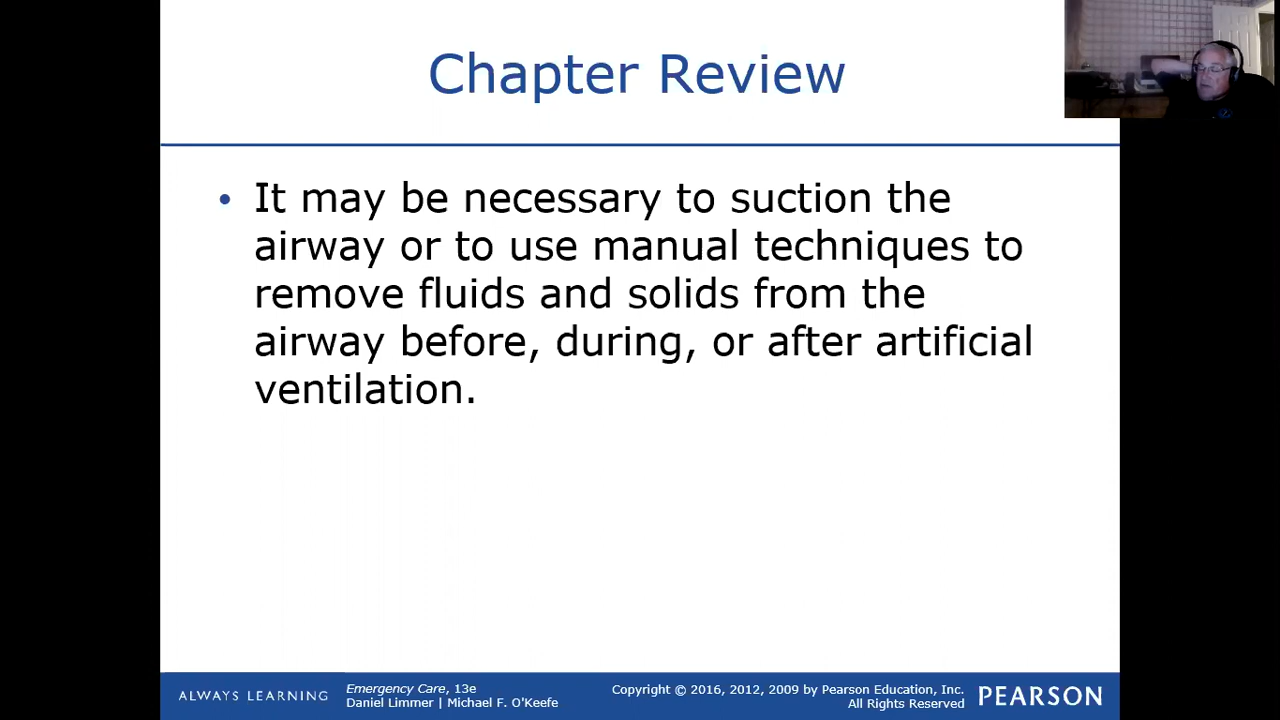 Chapter Review
• It may be necessary to suction the
airway or to use manual techniques to
remove fluids and solids from the
airway before, during, or after artificial
ventilation.
ALWAYS LEARNING
Emergency Care, 13e
Daniel Limmer | Michael F. O'Keefe
Copyright © 2016, 2012, 2009 by Pearson Education, Inc.
All Rights Reserved
PEARSON